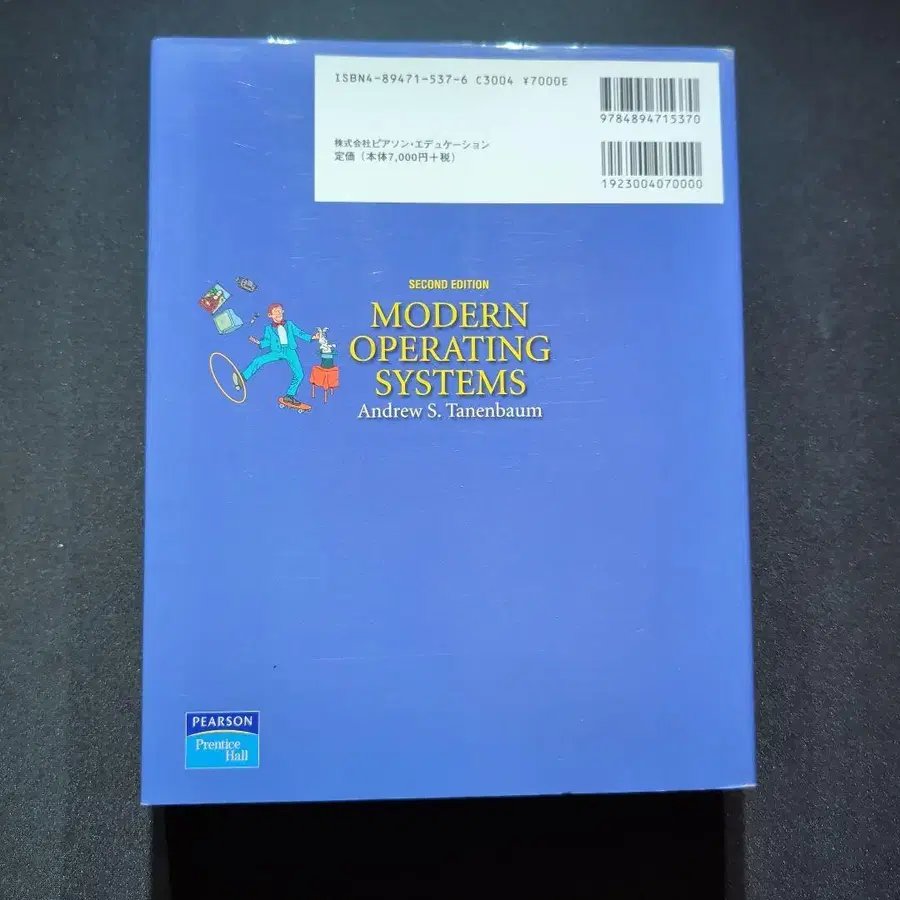 ISBN4-89471-537-6 C3004 ¥7000E
9784894715370
株式会社ピアソン・エデュケーション
定価（本体7,000円+税）
1923004070000
SECOND EDITION
MODERN
OPERATING
SYSTEMS
Andrew S. Tanenbaum
PEARSON
Prentice
Hall